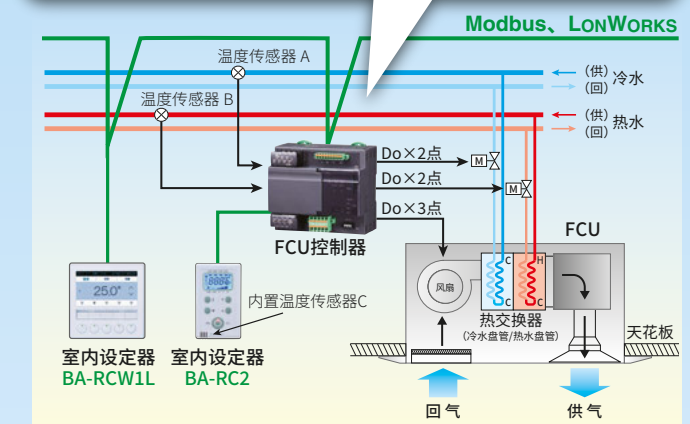 Modbus、LONWORKS
温度传感器 A
（供）
（回）
冷水
温度传感器 B
（供）
（回）
热水
Do×2点
M
Do×2点
M
Do×3点
FCU控制器
FCU
C
H
风扇
C
C
25.0°
内置温度传感器C
热交换器
（冷水盘管/热水盘管）
天花板
室内设定器
BA-RCW1L
室内设定器
BA-RC2
回气
供气